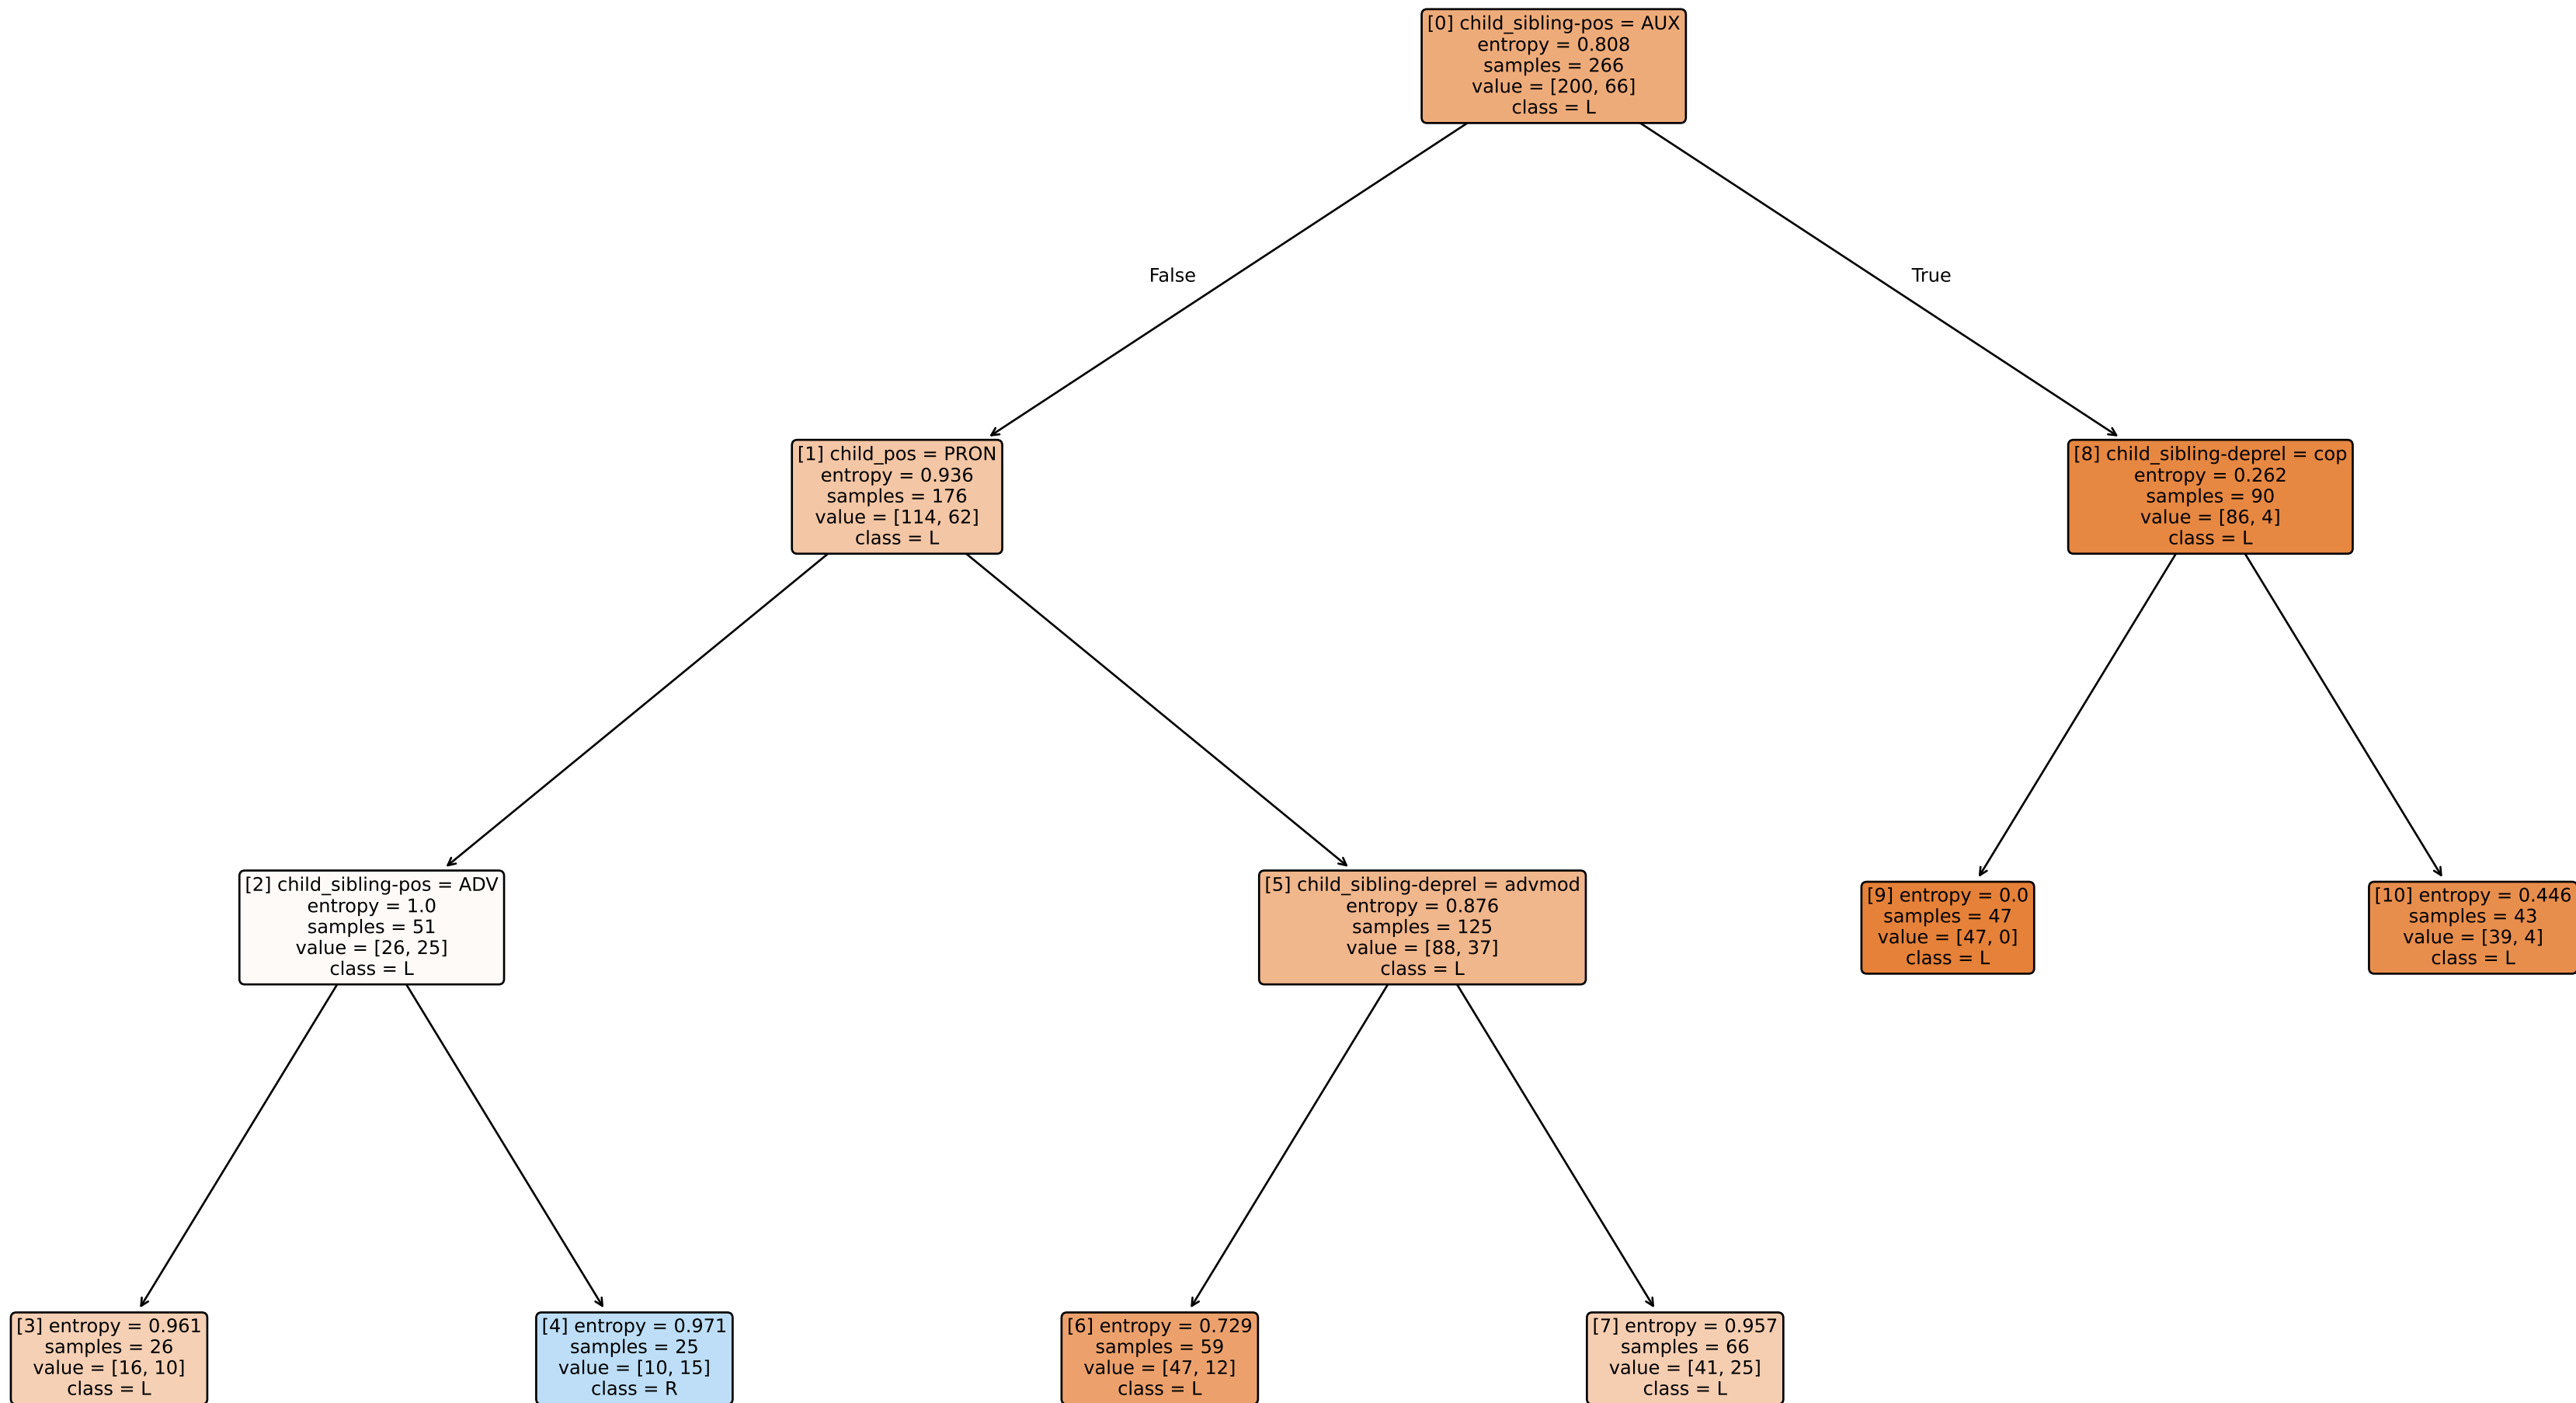 [0] child_sibling-pos = AUX
entropy = 0.808
samples = 266
value = [200, 66]
class = L
False
True
[1] child_pos = PRON
entropy = 0.936
samples = 176
value = [114, 62]
class = L
[8] child_sibling-deprel = cop
entropy = 0.262
samples = 90
value = [86, 4]
class = L
[2] child_sibling-pos = ADV
entropy = 1.0
samples = 51
value = [26, 25]
class = L
[5] child_sibling-deprel = advmod
entropy = 0.876
samples = 125
value = [88, 37]
class = L
[9] entropy = 0.0
samples = 47
value = [47, 0]
class = L
[10] entropy = 0.446
samples = 43
value = [39, 4]
class = L
[3] entropy = 0.961
samples = 26
value = [16, 10]
class = L
[4] entropy = 0.971
samples = 25
value = [10, 15]
class = R
[6] entropy = 0.729
samples = 59
value = [47, 12]
class = L
[7] entropy = 0.957
samples = 66
value = [41, 25]
class = L